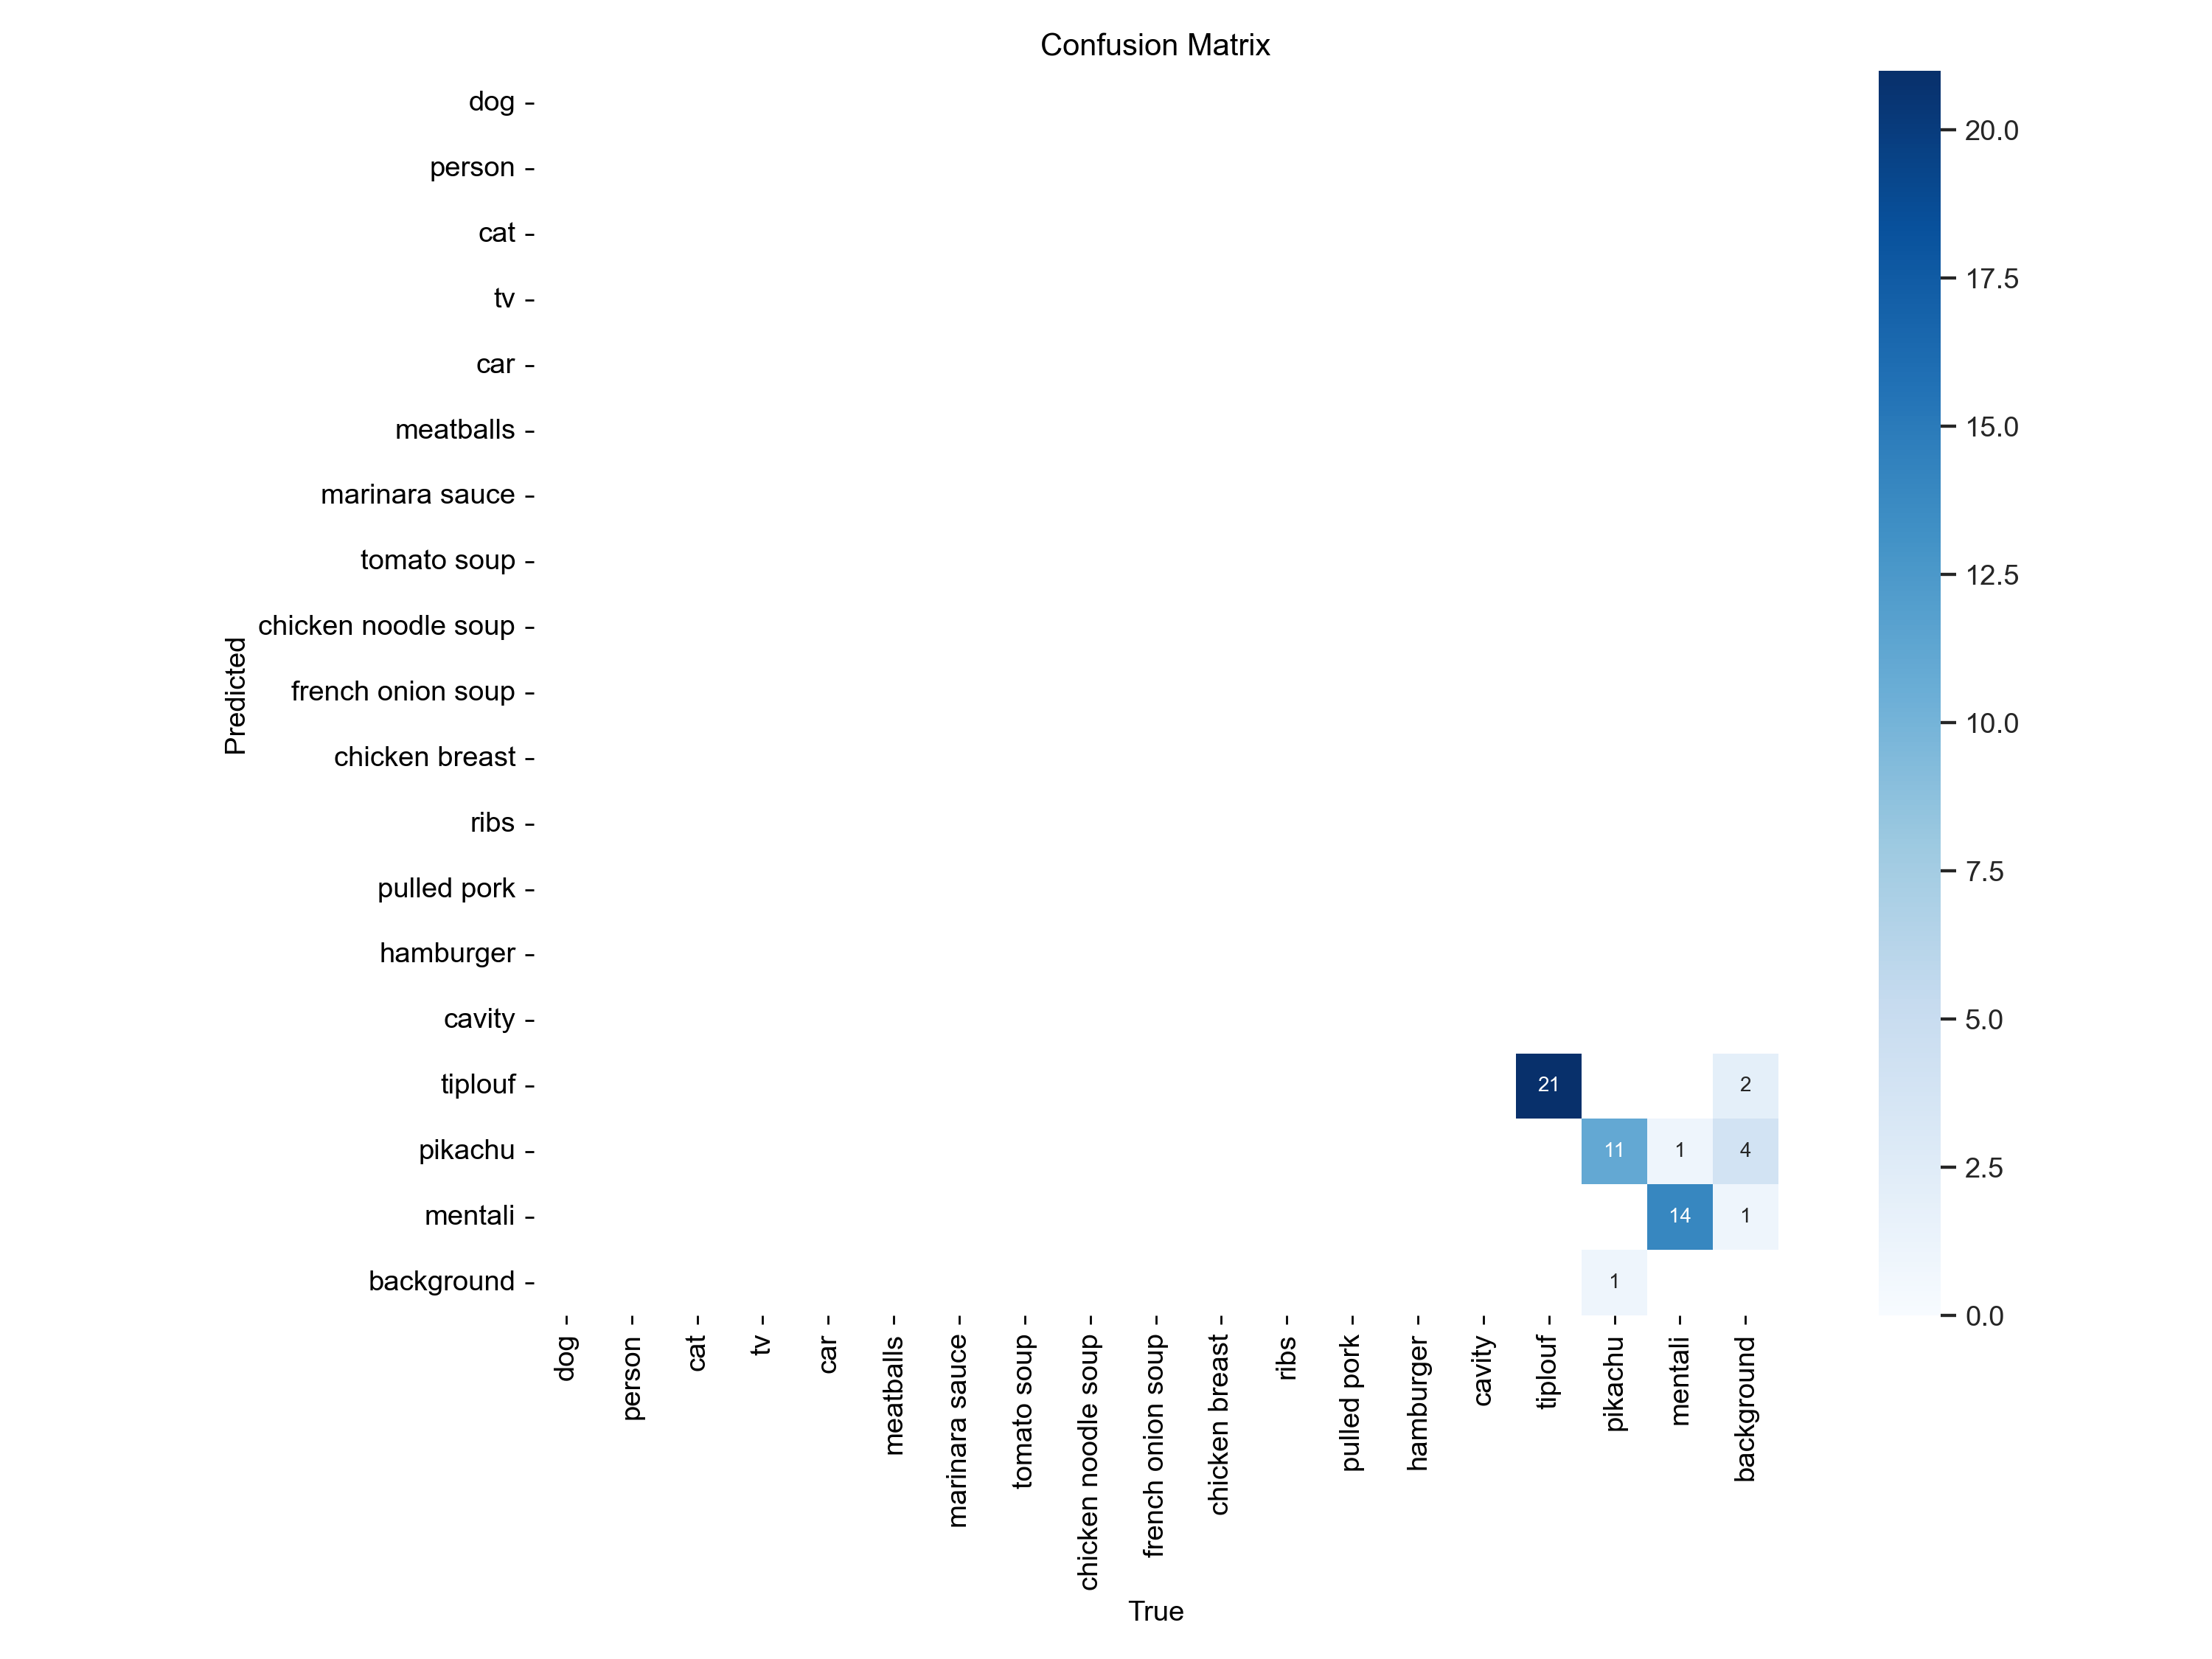 Confusion Matrix
dog
person
cat
tv
car
meatballs
marinara sauce
tomato soup
chicken noodle soup
french onion soup
chicken breast
ribs
pulled pork
hamburger
cavity
tiplouf
pikachu
mentali
background
Predicted
21 2
11 1 4
14 1
1
dog
person
cat
tv
car
meatballs
marinara sauce
tomato soup
chicken noodle soup
french onion soup
chicken breast
ribs
pulled pork
hamburger
cavity
tiplouf
pikachu
mentali
background
True
20.0
17.5
15.0
12.5
10.0
7.5
5.0
2.5
0.0